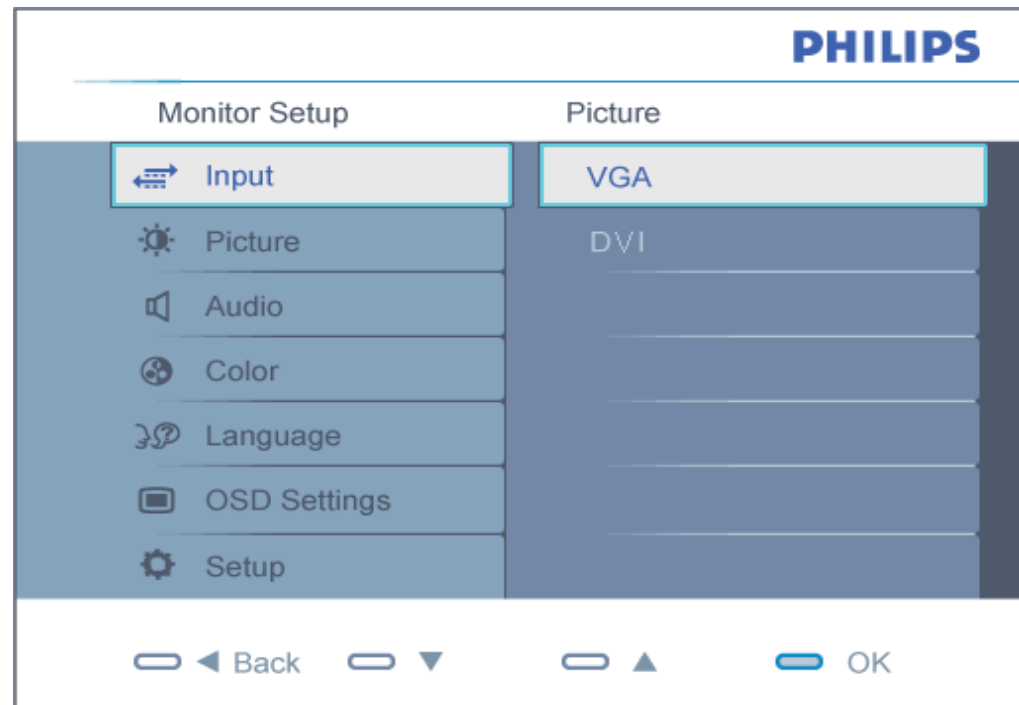 PHILIPS
Monitor Setup
Picture
Input
VGA
Picture
DVI
Audio
Color
Language
OSD Settings
Setup
Back
OK